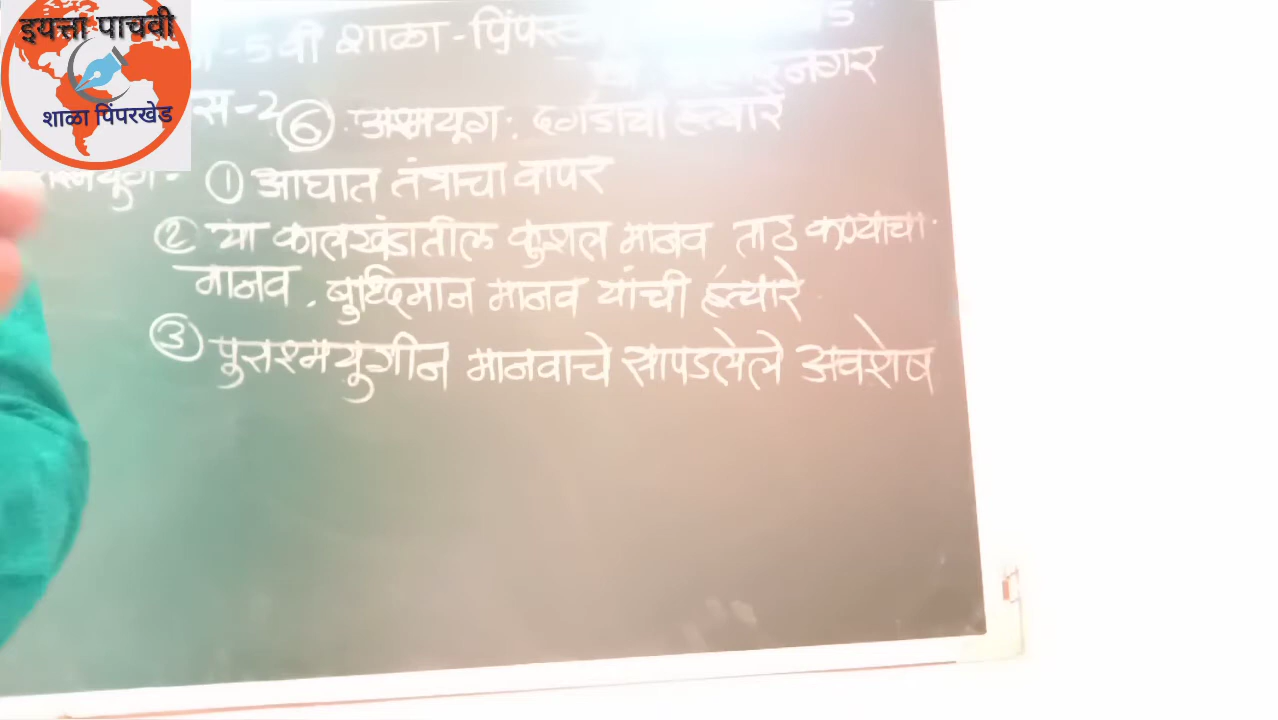 इयत्ता पाचवी
शाळा पिंपरखेड
-5वी शाळा - 5
नगर
स-2 ⑥ अश्मयूग: दगडाची हत्यारे
① आघात तंत्राचा वापर
② या कालखंडातील कुशल मानव ताठ कण्याचा
मानव. बुध्दिमान मानव यांची हत्यारे
③ पुराश्मयुगीन मानवाचे सापडलेले अवशेष